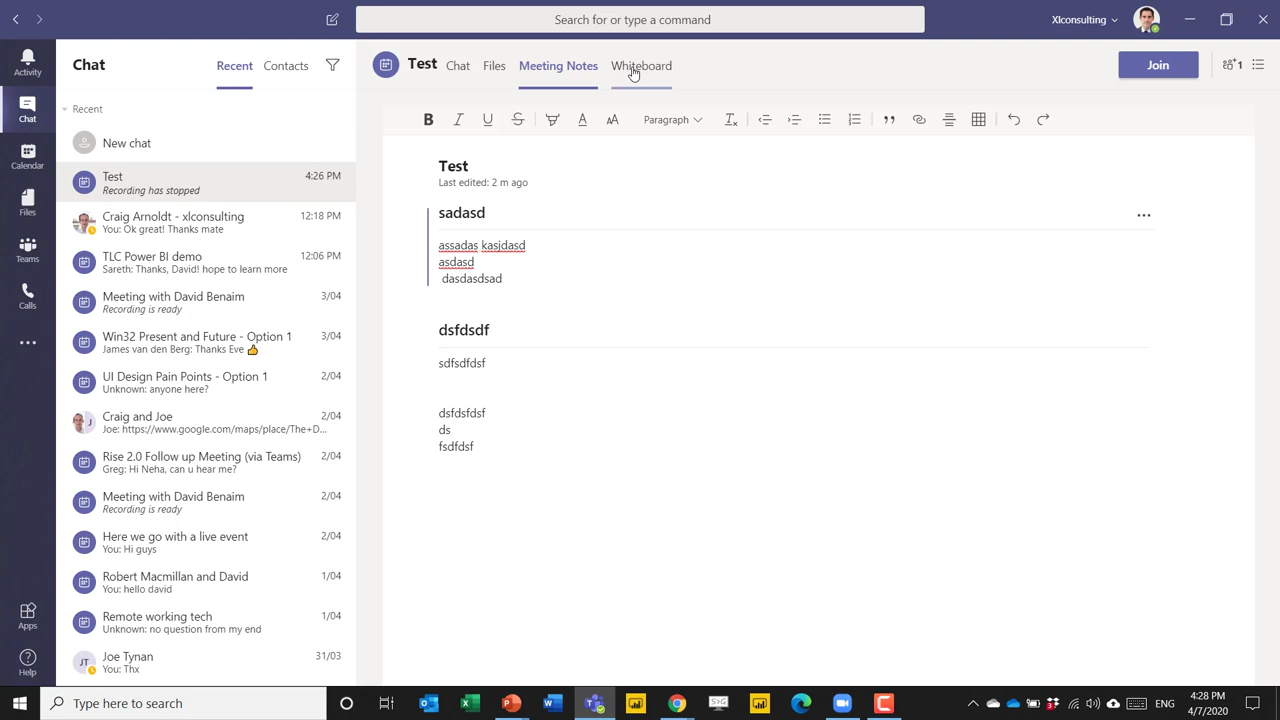 Search for or type a command
Xlconsulting
Activity
Chat
Calendar
Files
Teams
Calls
Apps
Help
Chat
Recent
Contacts
Recent
New chat
Test
4:26 PM
Recording has stopped
Craig Arnoldt - xlconsulting
12:18 PM
You: Ok great! Thanks mate
TLC Power BI demo
12:06 PM
Sareth: Thanks, David! hope to learn more
Meeting with David Benaim
3/04
Recording is ready
Win32 Present and Future - Option 1
3/04
James van den Berg: Thanks Eve 👍
UI Design Pain Points - Option 1
2/04
Unknown: anyone here?
Craig and Joe
2/04
Joe: https://www.google.com/maps/place/The+D...
Rise 2.0 Follow up Meeting (via Teams)
2/04
Greg: Hi Neha, can u hear me?
Meeting with David Benaim
2/04
Recording is ready
Here we go with a live event
2/04
You: Hi guys
Robert Macmillan and David
1/04
You: hello david
Remote working tech
1/04
Unknown: no question from my end
JT
Joe Tynan
31/03
You: Thx
Test
Chat
Files
Meeting Notes
Whiteboard
Join
1
Paragraph
Test
Last edited: 2 m ago
sadasd
assadas kasjdasd
asdasd
dasdasdsad
dsfdsdf
sdfsdfdsf
dsfdsfdsf
ds
fsdfdsf
Type here to search
ENG
4:28 PM
4/7/2020